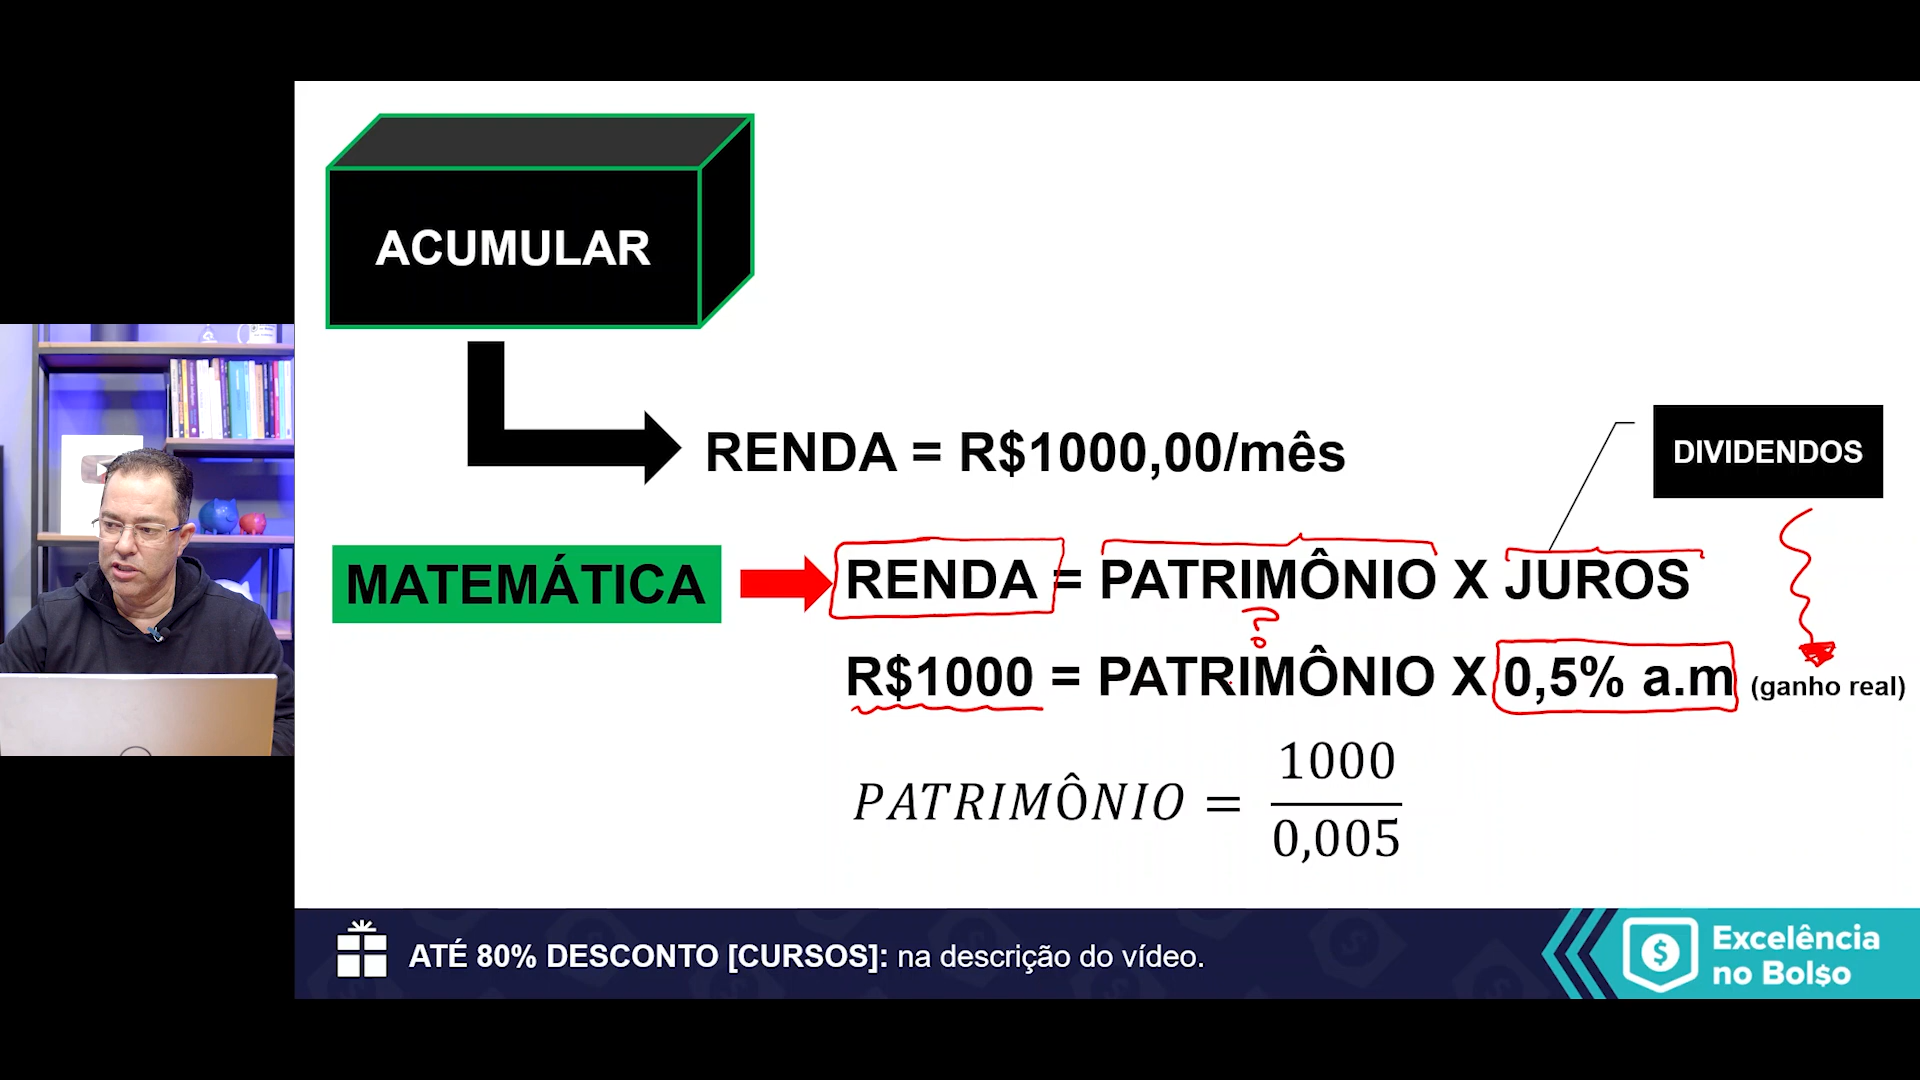 ACUMULAR
RENDA = R$1000,00/mês
DIVIDENDOS
MATEMÁTICA
RENDA = PATRIMÔNIO X JUROS
?
R$1000 = PATRIMÔNIO X 0,5% a.m (ganho real)
PATRIMÔNIO = 1000
0,005
ATÉ 80% DESCONTO [CURSOS]: na descrição do vídeo.
Excelência
no Bol$o